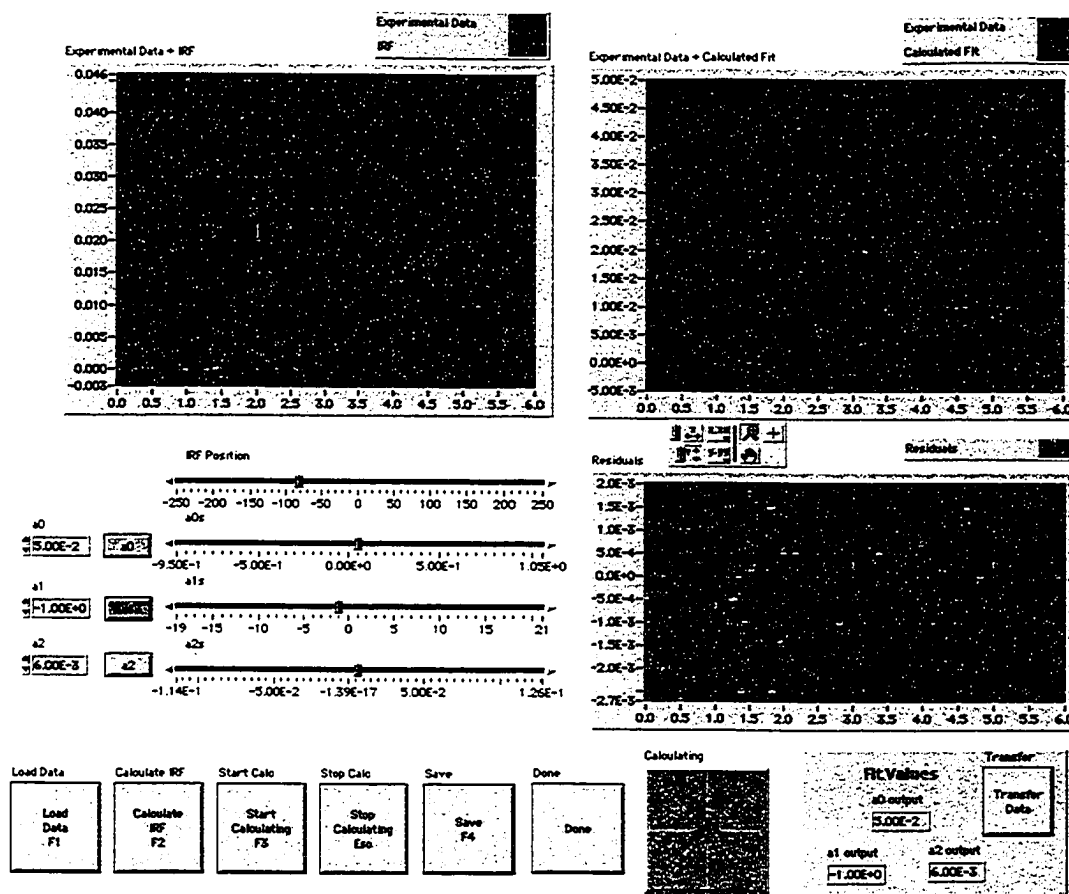 Experimental Data
IRF
Experimental Data + IRF
0.046
0.040
0.035
0.030
0.025
0.020
0.015
0.010
0.005
0.000
-0.003
0.0 0.5 1.0 1.5 2.0 2.5 3.0 3.5 4.0 4.5 5.0 5.5 6.0
Experimental Data
Calculated Fit
Experimental Data + Calculated Fit
5.00E-2
4.50E-2
4.00E-2
3.50E-2
3.00E-2
2.50E-2
2.00E-2
1.50E-2
1.00E-2
5.00E-3
0.00E+0
-5.00E-3
0.0 0.5 1.0 1.5 2.0 2.5 3.0 3.5 4.0 4.5 5.0 5.5 6.0
IRF Position
-250 -200 -150 -100 -50 0 50 100 150 200 250
a0
5.00E-2
a0
a0s
-9.50E-1 -5.00E-1 0.00E+0 5.00E-1 1.05E+0
a1
-1.00E+0
a1s
-19 -15 -10 -5 0 5 10 15 21
a2
6.00E-3
a2
a2s
-1.14E-1 -5.00E-2 -1.39E-17 5.00E-2 1.26E-1
Residuals
Residuals
2.0E-3
1.5E-3
1.0E-3
5.0E-4
0.0E+0
-5.0E-4
-1.0E-3
-1.5E-3
-2.0E-3
-2.7E-3
0.0 0.5 1.0 1.5 2.0 2.5 3.0 3.5 4.0 4.5 5.0 5.5 6.0
Load Data
Load
Data
F1
Calculate IRF
Calculate
IRF
F2
Start Calc
Start
Calculating
F3
Stop Calc
Stop
Calculating
Esc
Save
Save
F4
Done
Done
Calculating
Fit Values
a0 output
5.00E-2
a1 output
-1.00E+0
a2 output
6.00E-3
Transfer
Transfer
Data